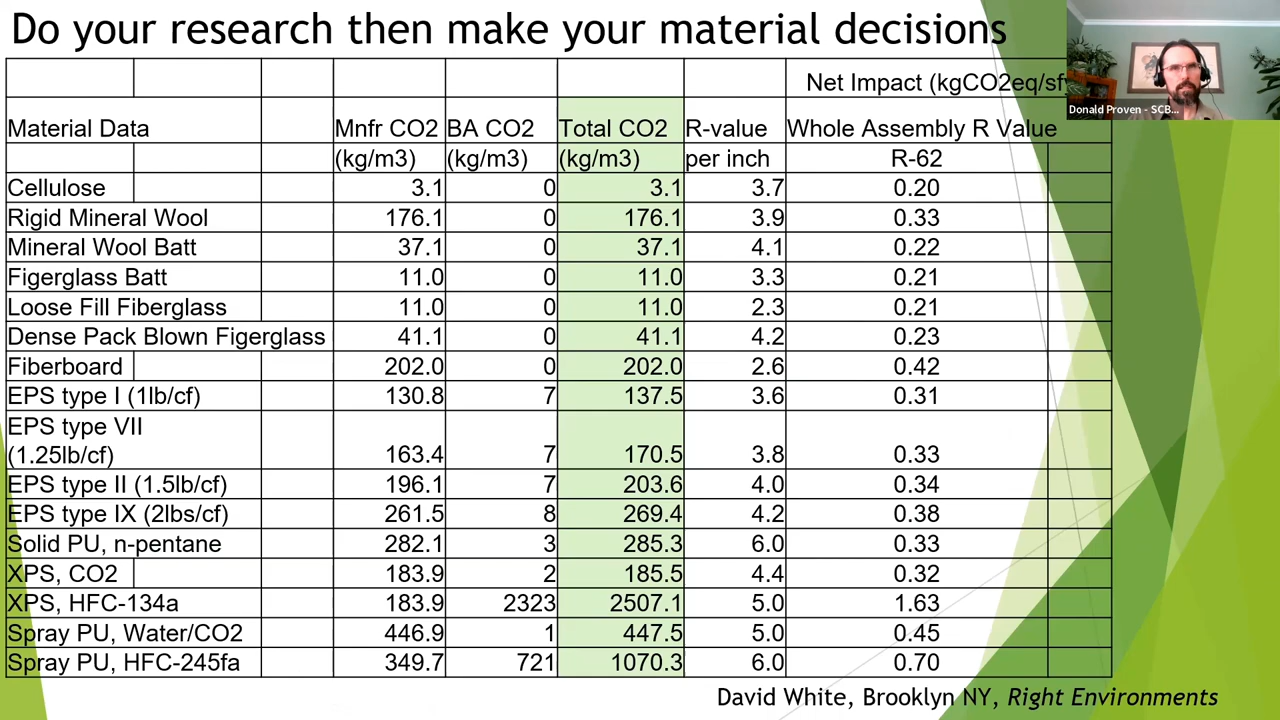 Do your research then make your material decisions
Net Impact (kgCO2eq/sf
Donald Proven - SCB...
Material Data Mnfr CO2 BA CO2 Total CO2 R-value Whole Assembly R Value
(kg/m3) (kg/m3) (kg/m3) per inch R-62
Cellulose 3.1 0 3.1 3.7 0.20
Rigid Mineral Wool 176.1 0 176.1 3.9 0.33
Mineral Wool Batt 37.1 0 37.1 4.1 0.22
Figerglass Batt 11.0 0 11.0 3.3 0.21
Loose Fill Fiberglass 11.0 0 11.0 2.3 0.21
Dense Pack Blown Figerglass 41.1 0 41.1 4.2 0.23
Fiberboard 202.0 0 202.0 2.6 0.42
EPS type I (1lb/cf) 130.8 7 137.5 3.6 0.31
EPS type VII
(1.25lb/cf) 163.4 7 170.5 3.8 0.33
EPS type II (1.5lb/cf) 196.1 7 203.6 4.0 0.34
EPS type IX (2lbs/cf) 261.5 8 269.4 4.2 0.38
Solid PU, n-pentane 282.1 3 285.3 6.0 0.33
XPS, CO2 183.9 2 185.5 4.4 0.32
XPS, HFC-134a 183.9 2323 2507.1 5.0 1.63
Spray PU, Water/CO2 446.9 1 447.5 5.0 0.45
Spray PU, HFC-245fa 349.7 721 1070.3 6.0 0.70
David White, Brooklyn NY, Right Environments